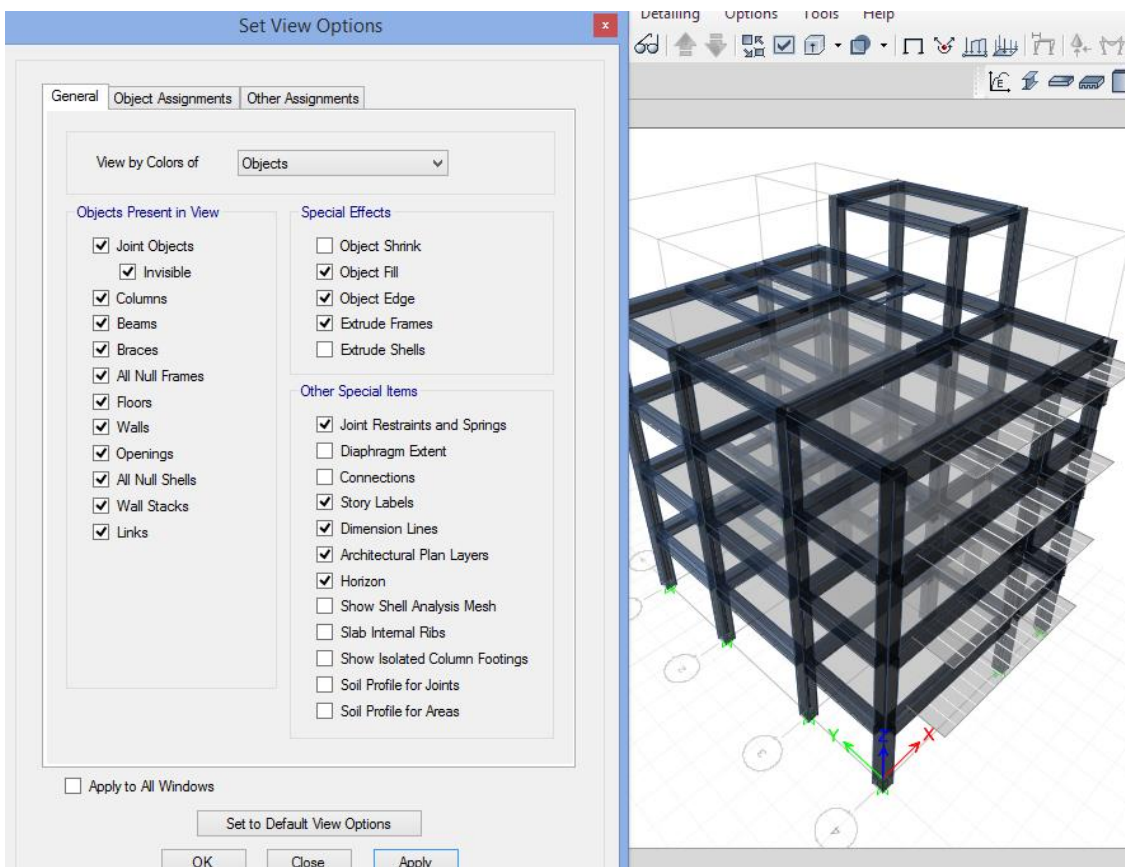 Set View Options
x
Detailing Options Tools Help
General Object Assignments Other Assignments
View by Colors of Objects
Objects Present in View
Joint Objects
Invisible
Columns
Beams
Braces
All Null Frames
Floors
Walls
Openings
All Null Shells
Wall Stacks
Links
Special Effects
Object Shrink
Object Fill
Object Edge
Extrude Frames
Extrude Shells
Other Special Items
Joint Restraints and Springs
Diaphragm Extent
Connections
Story Labels
Dimension Lines
Architectural Plan Layers
Horizon
Show Shell Analysis Mesh
Slab Internal Ribs
Show Isolated Column Footings
Soil Profile for Joints
Soil Profile for Areas
Apply to All Windows
Set to Default View Options
OK Close Apply
Y Z X